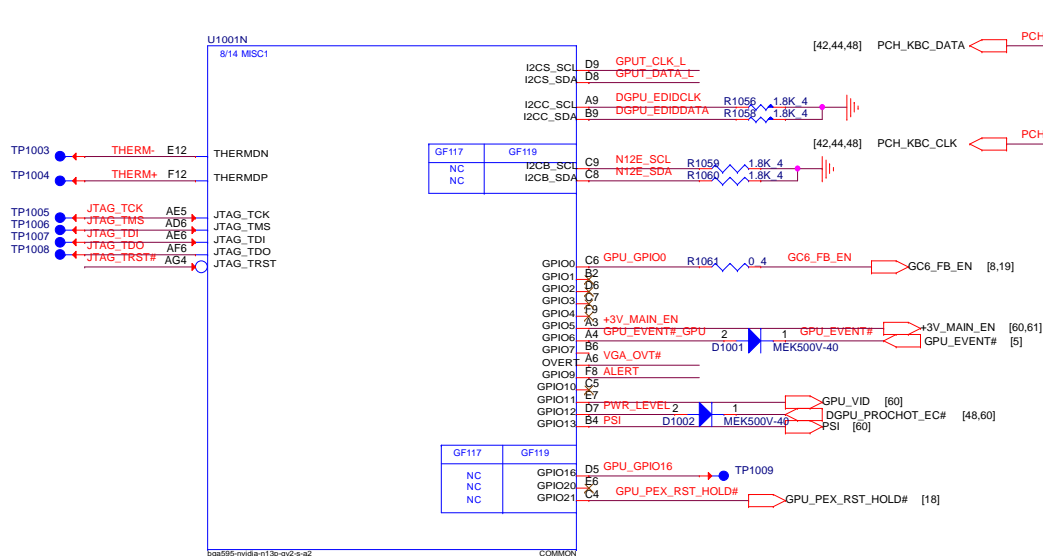 U1001N
8/14 MISC1
[42,44,48] PCH_KBC_DATA PCH
I2CS_SCL D9 GPUT_CLK_L
I2CS_SDA D8 GPUT_DATA_L
I2CC_SCL A9 DGPU_EDIDCLK R1056 1.8K_4
I2CC_SDA B9 DGPU_EDIDDATA R1058 1.8K_4
[42,44,48] PCH_KBC_CLK PCH
TP1003 THERM- E12 THERMDN
GF117 GF119
NC I2CB_SCL C9 N12E_SCL R1059 1.8K_4
TP1004 THERM+ F12 THERMDP
NC I2CB_SDA C8 N12E_SDA R1060 1.8K_4
TP1005 JTAG_TCK AE5 JTAG_TCK
TP1006 JTAG_TMS AD6 JTAG_TMS
TP1007 JTAG_TDI AE6 JTAG_TDI
TP1008 JTAG_TDO AF6 JTAG_TDO
JTAG_TRST# AG4 JTAG_TRST
GPIO0 C6 GPU_GPIO0 R1061 0_4 GC6_FB_EN GC6_FB_EN [8,19]
GPIO1 B2
GPIO2 D6
GPIO3 C7
GPIO4 F9
GPIO5 A3 +3V_MAIN_EN +3V_MAIN_EN [60,61]
GPIO6 A4 GPU_EVENT#_GPU 2 D1001 1 MEK500V-40 GPU_EVENT# GPU_EVENT# [5]
GPIO7 B6
OVERT A6 VGA_OVT#
GPIO9 F8 ALERT
GPIO10 C5
GPIO11 E7 GPU_VID [60]
GPIO12 D7 PWR_LEVEL 2 D1002 1 MEK500V-40 DGPU_PROCHOT_EC# [48,60]
GPIO13 B4 PSI PSI [60]
GF117 GF119
NC GPIO16 D5 GPU_GPIO16 TP1009
NC GPIO20 E6
NC GPIO21 C4 GPU_PEX_RST_HOLD# GPU_PEX_RST_HOLD# [18]
bga595-nvidia-n13p-gv2-s-a2 COMMON